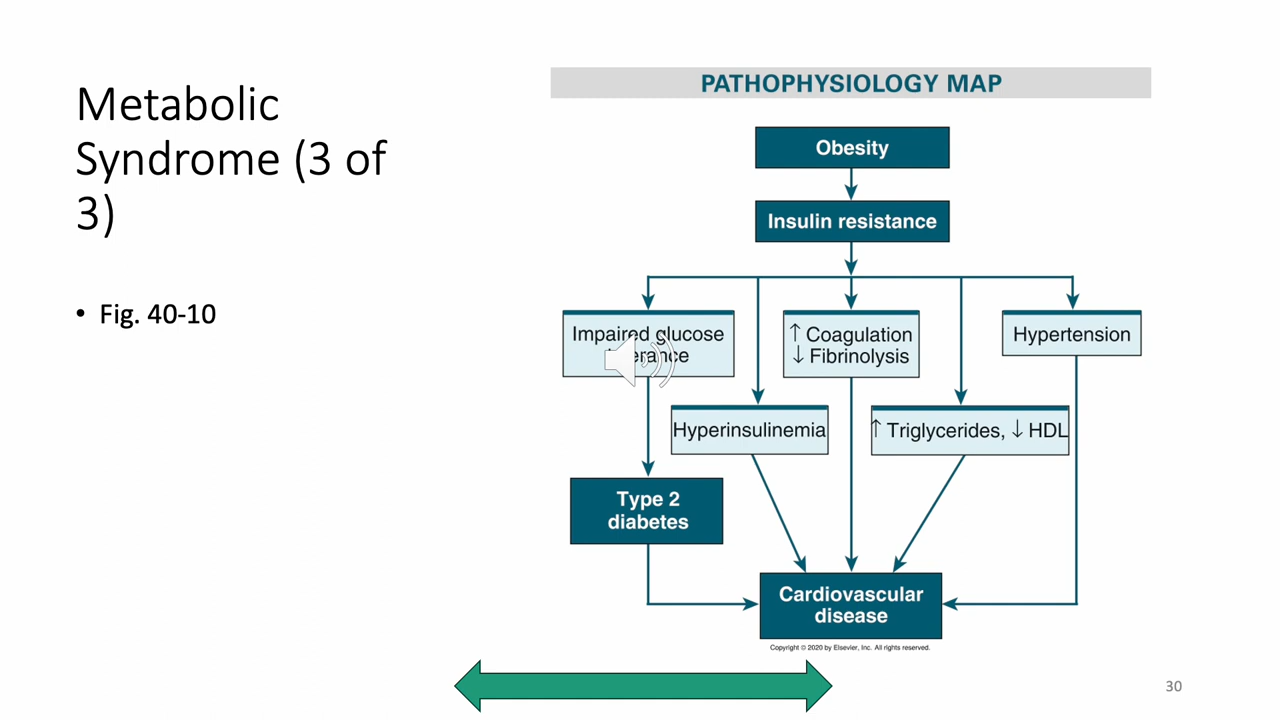 Metabolic
Syndrome (3 of
3)
• Fig. 40-10
PATHOPHYSIOLOGY MAP
Obesity
Insulin resistance
Impaired glucose
↑ Coagulation
↓ Fibrinolysis
Hypertension
Hyperinsulinemia
↑ Triglycerides, ↓ HDL
Type 2
diabetes
Cardiovascular
disease
Copyright © 2020 by Elsevier, Inc. All rights reserved.
30